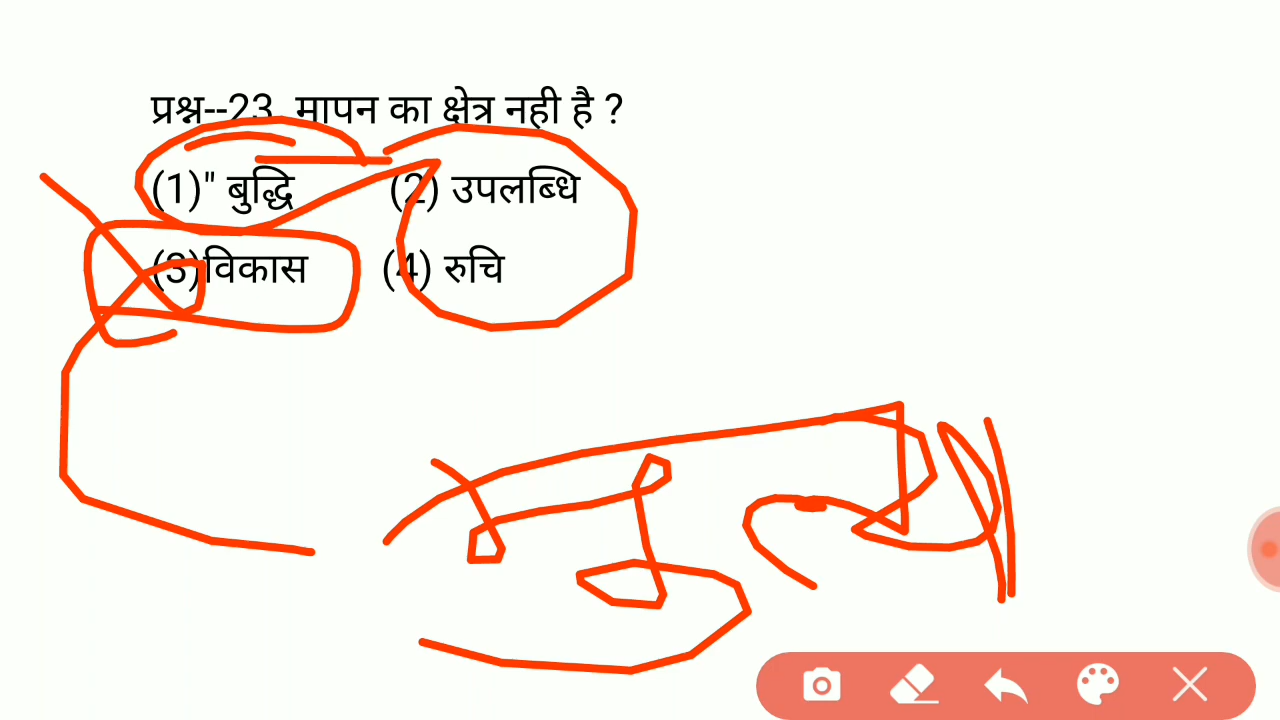 प्रश्न--23 मापन का क्षेत्र नही है ?
(1)" बुद्धि (2) उपलब्धि
(3)विकास (4) रुचि